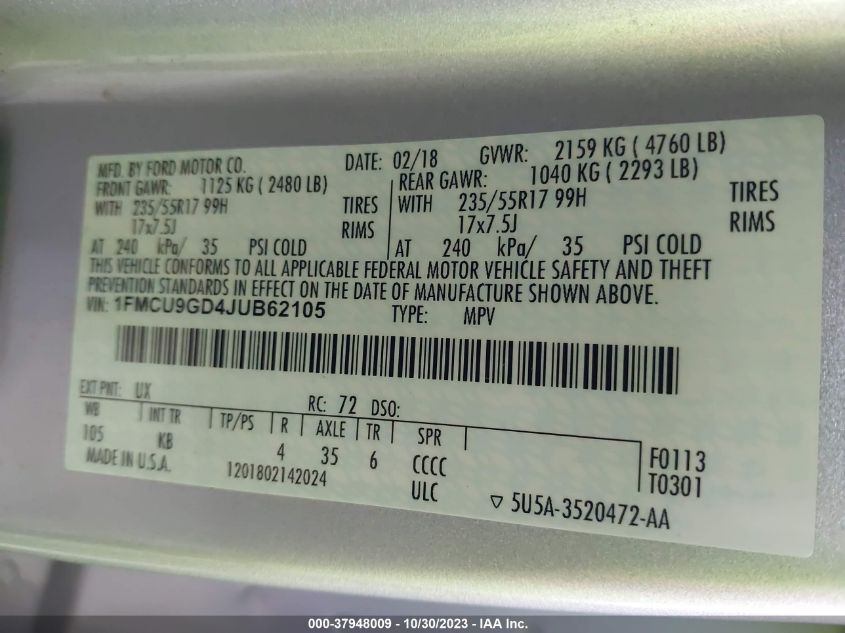 MFD. BY FORD MOTOR CO. DATE: 02/18 GVWR: 2159 KG ( 4760 LB)
FRONT GAWR: 1125 KG ( 2480 LB) REAR GAWR: 1040 KG ( 2293 LB)
WITH 235/55R17 99H TIRES WITH 235/55R17 99H TIRES
17x7.5J RIMS 17x7.5J RIMS
AT 240 kPa/ 35 PSI COLD AT 240 kPa/ 35 PSI COLD
THIS VEHICLE CONFORMS TO ALL APPLICABLE FEDERAL MOTOR VEHICLE SAFETY AND THEFT
PREVENTION STANDARDS IN EFFECT ON THE DATE OF MANUFACTURE SHOWN ABOVE.
VIN: 1FMCU9GD4JUB62105 TYPE: MPV
EXT PNT: UX RC: 72 DSO:
WB INT TR TP/PS R AXLE TR SPR
105 KB 4 35 6 CCCC F0113
MADE IN U.S.A. 1201802142024 ULC T0301
5U5A-3520472-AA
000-37948009 - 10/30/2023 - IAA Inc.